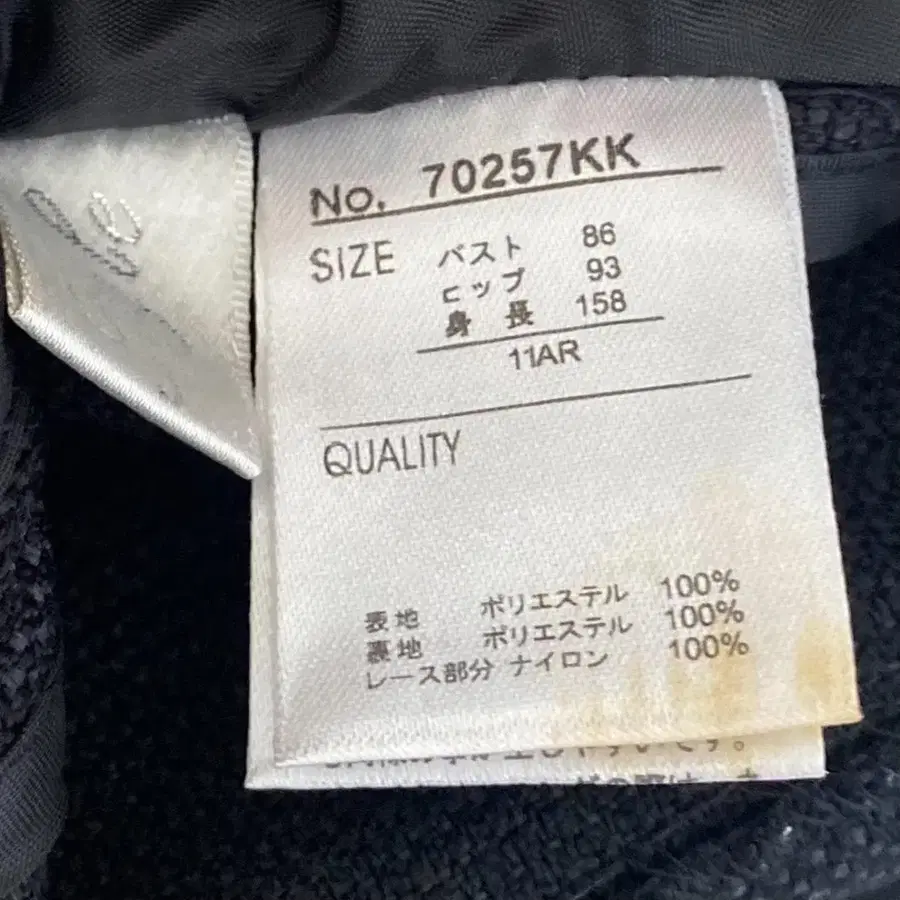 No. 70257KK
SIZE バスト 86
ヒップ 93
身長 158
11AR
QUALITY
表地 ポリエステル 100%
裏地 ポリエステル 100%
レース部分 ナイロン 100%